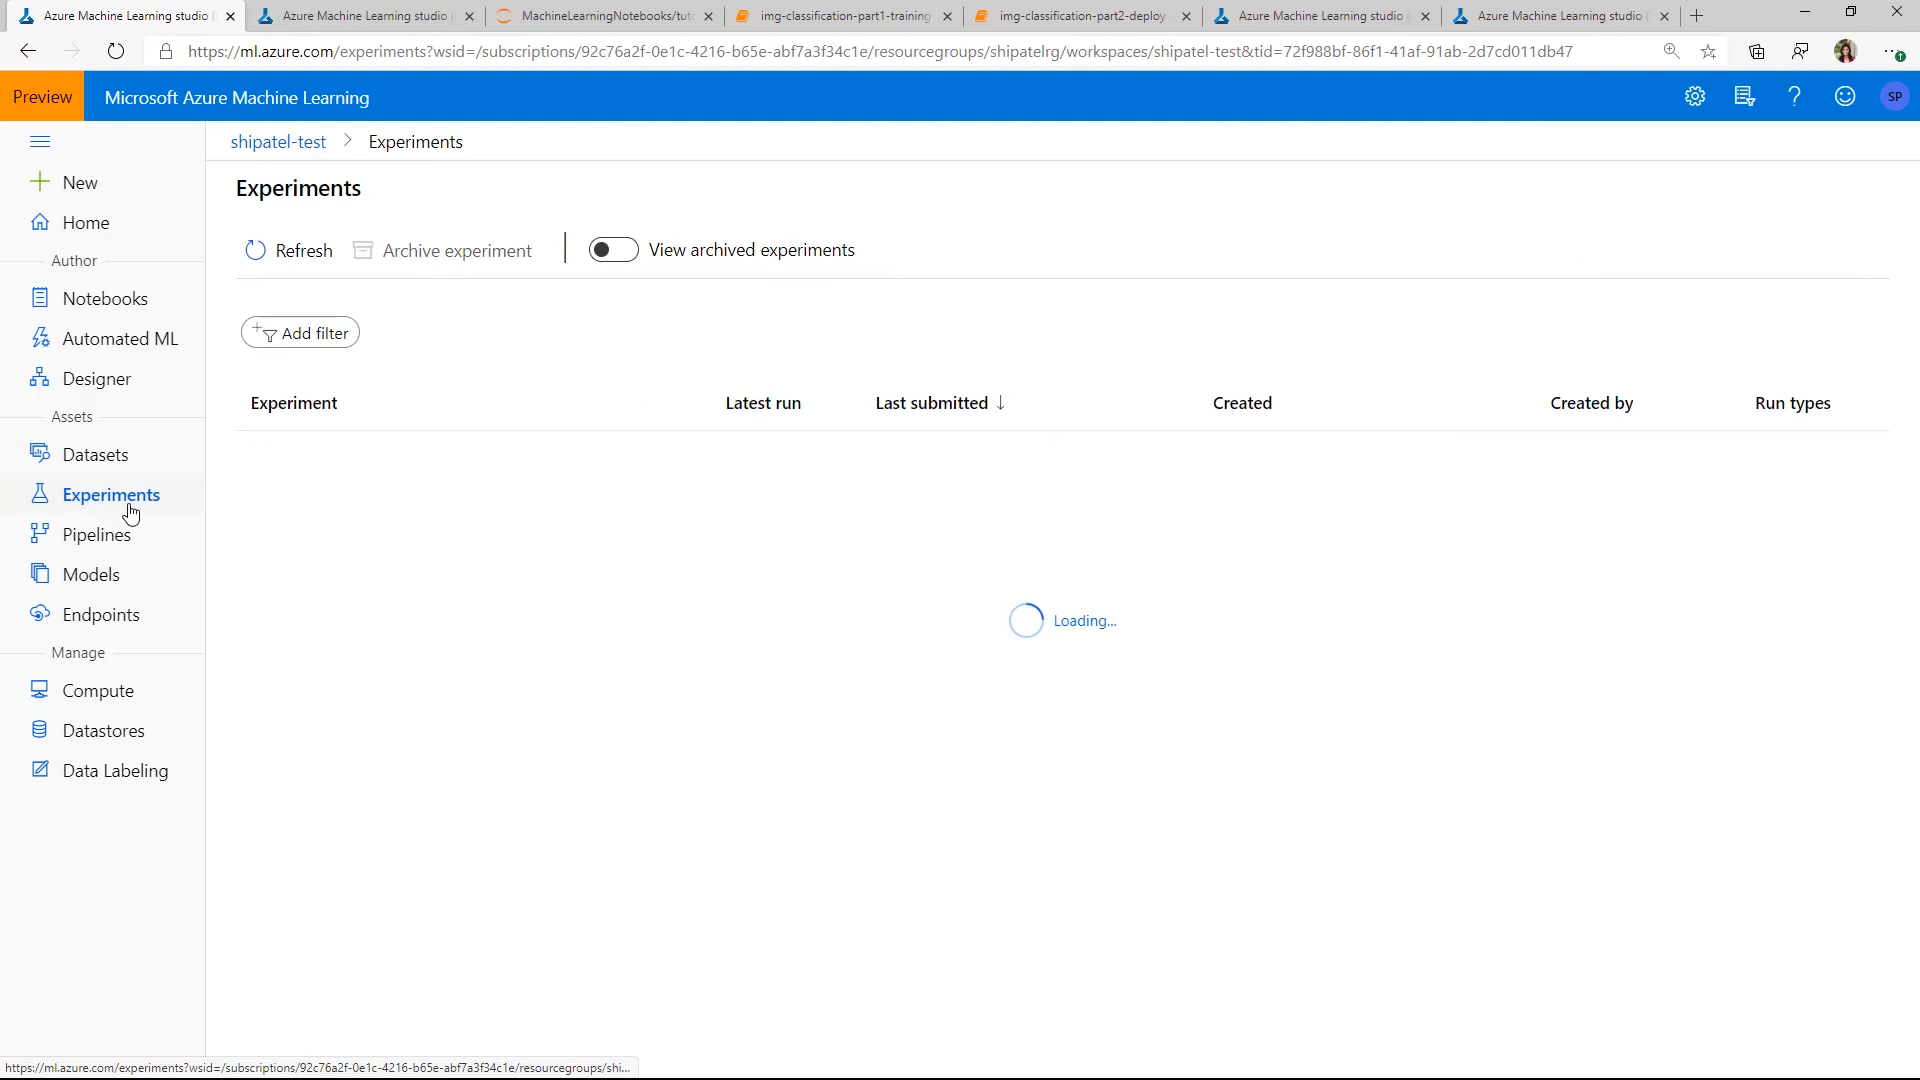 Azure Machine Learning studio (
Azure Machine Learning studio (
MachineLearningNotebooks/tut
img-classification-part1-training
img-classification-part2-deploy
Azure Machine Learning studio (
Azure Machine Learning studio (
https://ml.azure.com/experiments?wsid=/subscriptions/92c76a2f-0e1c-4216-b65e-abf7a3f34c1e/resourcegroups/shipatelrg/workspaces/shipatel-test&tid=72f988bf-86f1-41af-91ab-2d7cd011db47
Preview
Microsoft Azure Machine Learning
SP
shipatel-test
Experiments
New
Home
Author
Notebooks
Automated ML
Designer
Assets
Datasets
Experiments
Pipelines
Models
Endpoints
Manage
Compute
Datastores
Data Labeling
Experiments
Refresh
Archive experiment
View archived experiments
Add filter
Experiment
Latest run
Last submitted ↓
Created
Created by
Run types
Loading...
https://ml.azure.com/experiments?wsid=/subscriptions/92c76a2f-0e1c-4216-b65e-abf7a3f34c1e/resourcegroups/shi...